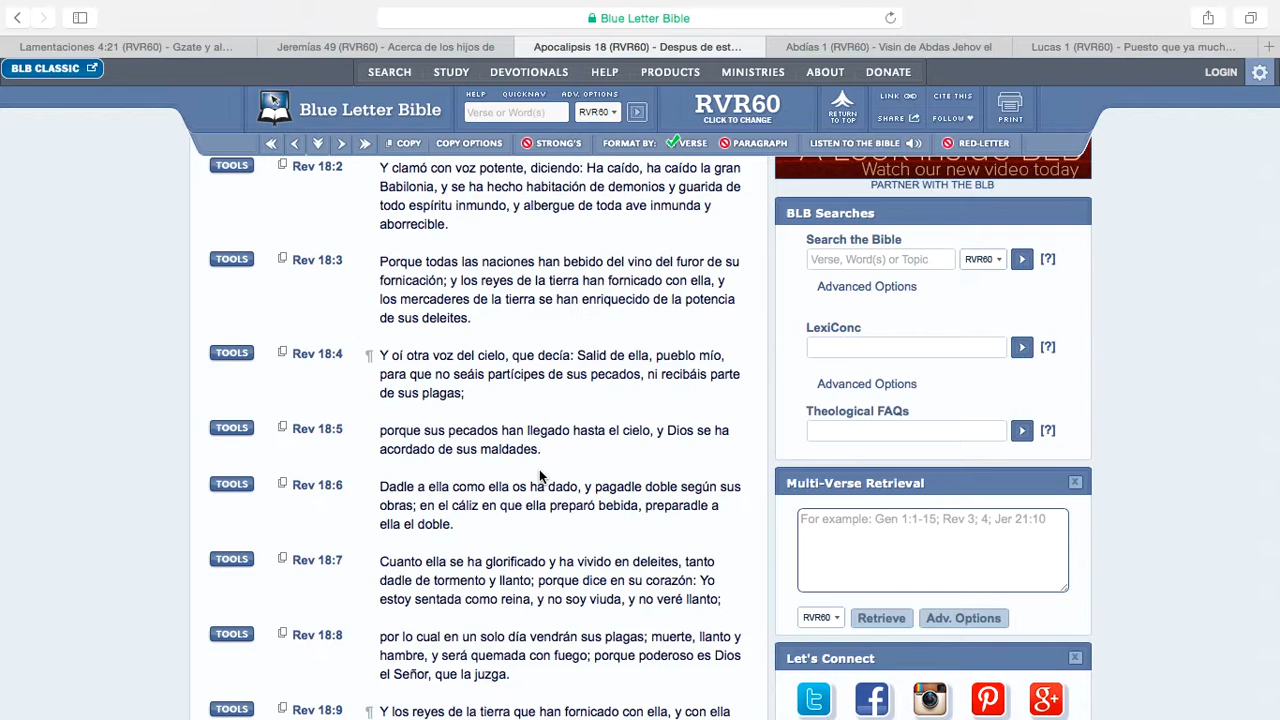 Blue Letter Bible
Lamentaciones 4:21 (RVR60) - Gzate y al...
Jeremías 49 (RVR60) - Acerca de los hijos de
Apocalipsis 18 (RVR60) - Despus de est...
Abdías 1 (RVR60) - Visin de Abdas Jehov el
Lucas 1 (RVR60) - Puesto que ya much...
BLB CLASSIC
SEARCH STUDY DEVOTIONALS HELP PRODUCTS MINISTRIES ABOUT DONATE
LOGIN
Blue Letter Bible
HELP QUICKNAV ADV. OPTIONS
Verse or Word(s) RVR60
RVR60
CLICK TO CHANGE
RETURN
TO TOP
LINK CITE THIS
SHARE FOLLOW
PRINT
COPY COPY OPTIONS STRONG'S FORMAT BY: VERSE PARAGRAPH LISTEN TO THE BIBLE RED-LETTER
TOOLS Rev 18:2 Y clamó con voz potente, diciendo: Ha caído, ha caído la gran
Babilonia, y se ha hecho habitación de demonios y guarida de
todo espíritu inmundo, y albergue de toda ave inmunda y
aborrecible.
TOOLS Rev 18:3 Porque todas las naciones han bebido del vino del furor de su
fornicación; y los reyes de la tierra han fornicado con ella, y
los mercaderes de la tierra se han enriquecido de la potencia
de sus deleites.
TOOLS Rev 18:4 ¶ Y oí otra voz del cielo, que decía: Salid de ella, pueblo mío,
para que no seáis partícipes de sus pecados, ni recibáis parte
de sus plagas;
TOOLS Rev 18:5 porque sus pecados han llegado hasta el cielo, y Dios se ha
acordado de sus maldades.
TOOLS Rev 18:6 Dadle a ella como ella os ha dado, y pagadle doble según sus
obras; en el cáliz en que ella preparó bebida, preparadle a
ella el doble.
TOOLS Rev 18:7 Cuanto ella se ha glorificado y ha vivido en deleites, tanto
dadle de tormento y llanto; porque dice en su corazón: Yo
estoy sentada como reina, y no soy viuda, y no veré llanto;
TOOLS Rev 18:8 por lo cual en un solo día vendrán sus plagas; muerte, llanto y
hambre, y será quemada con fuego; porque poderoso es Dios
el Señor, que la juzga.
TOOLS Rev 18:9 ¶ Y los reyes de la tierra que han fornicado con ella, y con ella
A LOOK INSIDE BLB
Watch our new video today
PARTNER WITH THE BLB
BLB Searches
Search the Bible
Verse, Word(s) or Topic RVR60 [?]
Advanced Options
LexiConc
[?]
Advanced Options
Theological FAQs
[?]
Multi-Verse Retrieval
For example: Gen 1:1-15; Rev 3; 4; Jer 21:10
RVR60 Retrieve Adv. Options
Let's Connect